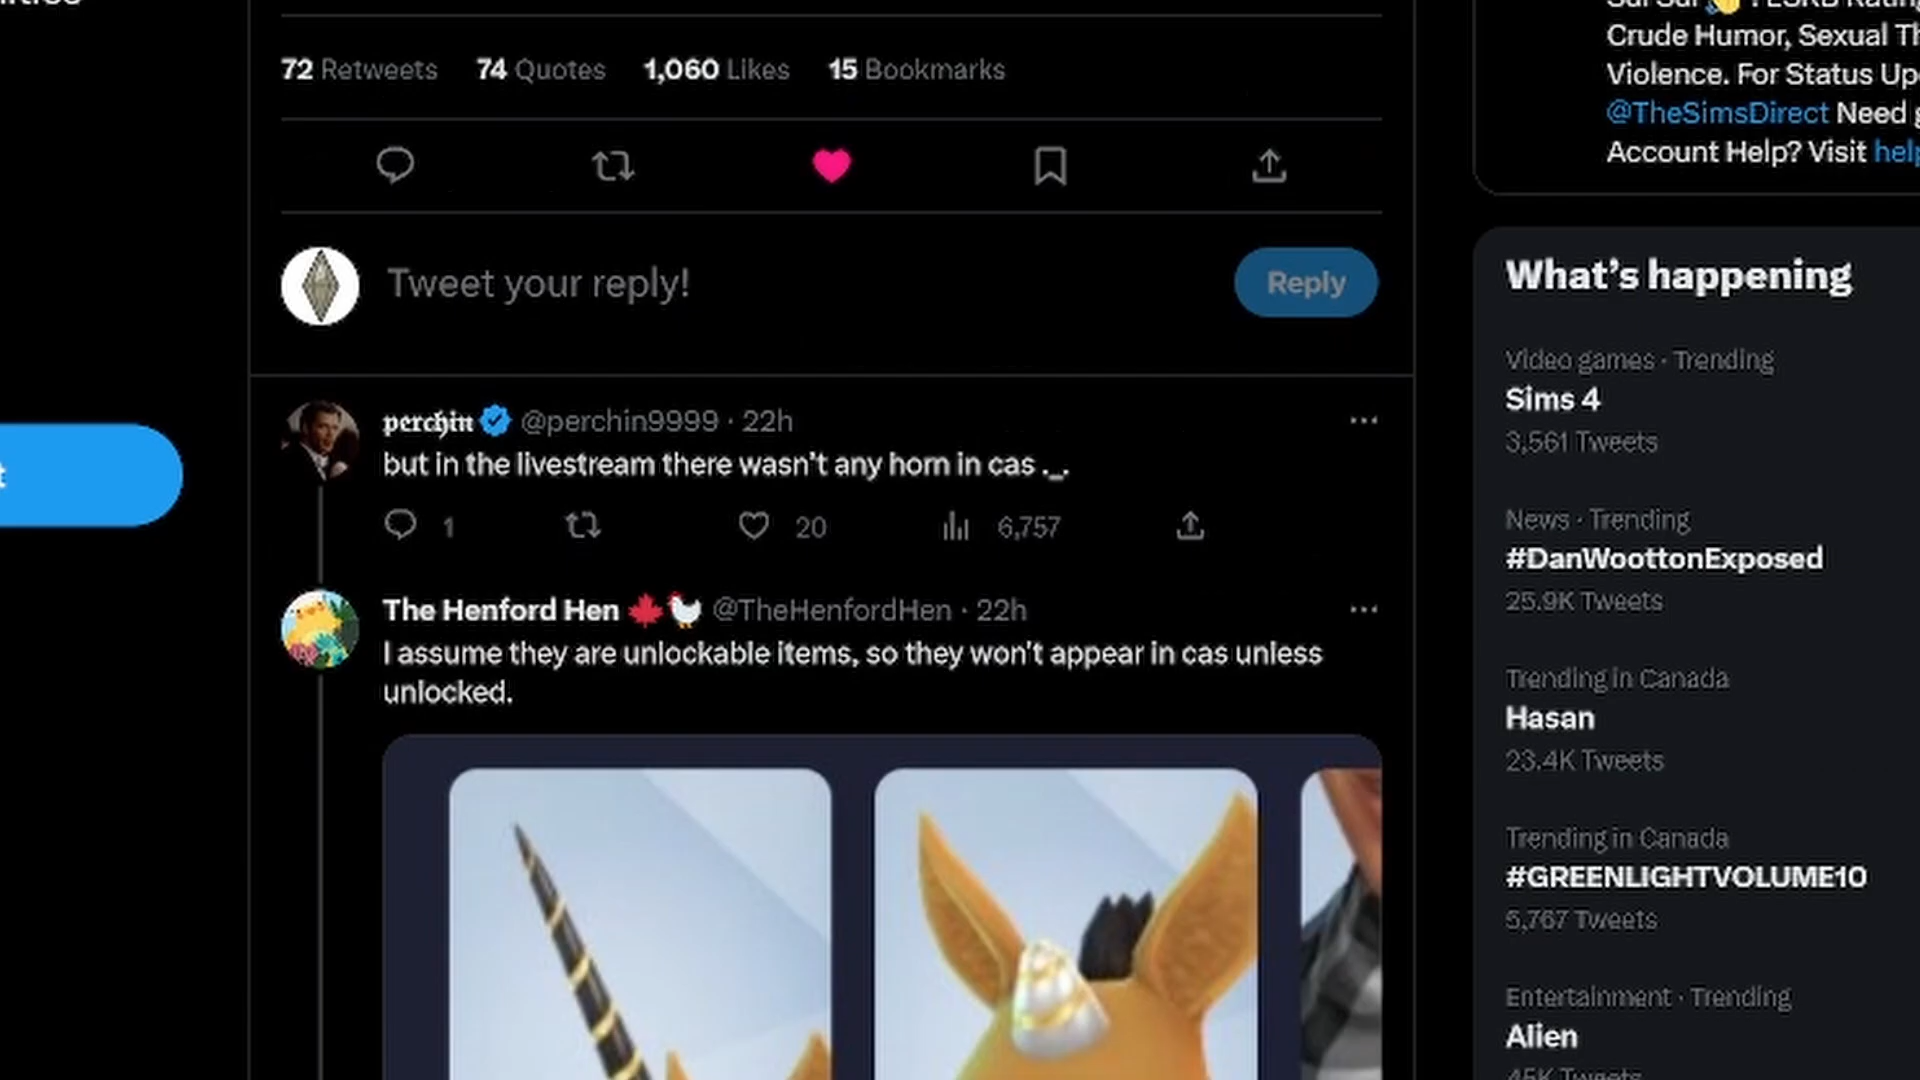 Crude Humor, Sexual
Violence. For Status
@TheSimsDirect Need
Account Help? Visit
72 Retweets 74 Quotes 1,060 Likes 15 Bookmarks
Tweet your reply!
Reply
perchin @perchin9999 · 22h
but in the livestream there wasn't any horn in cas ._.
1 20 6,757
The Henford Hen 🍁🐓 @TheHenfordHen · 22h
I assume they are unlockable items, so they won't appear in cas unless
unlocked.
What's happening
Video games · Trending
Sims 4
3,561 Tweets
News · Trending
#DanWoottonExposed
25.9K Tweets
Trending in Canada
Hasan
23.4K Tweets
Trending in Canada
#GREENLIGHTVOLUME10
5,767 Tweets
Entertainment · Trending
Alien